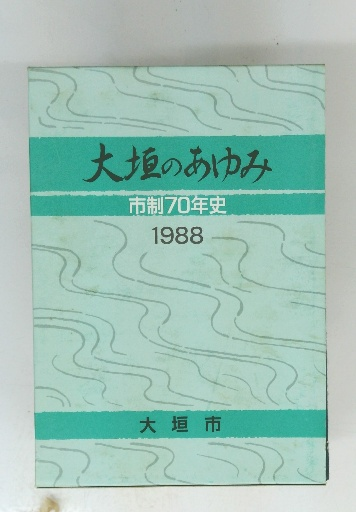 大垣のあゆみ
市制70年史
1988
大垣市